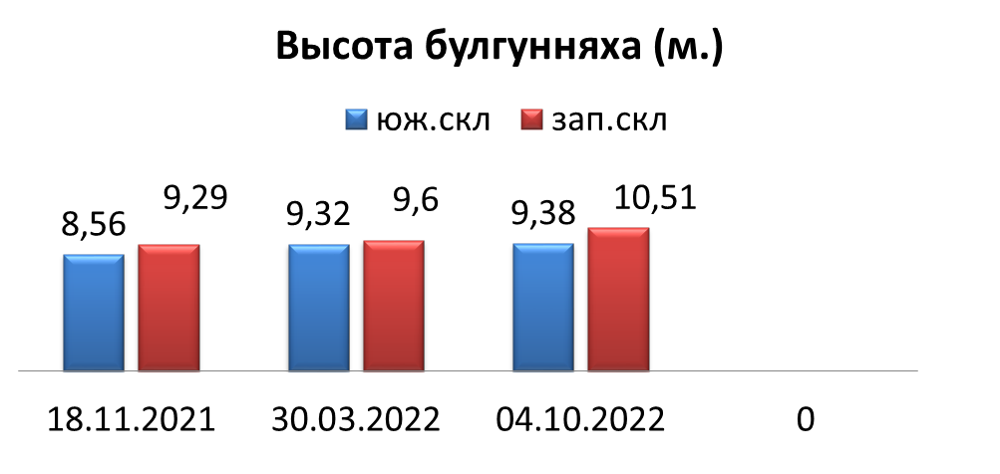 Высота булгунняха (м.)
юж.скл зап.скл
8,56 9,29 9,32 9,6 9,38 10,51
18.11.2021 30.03.2022 04.10.2022 0